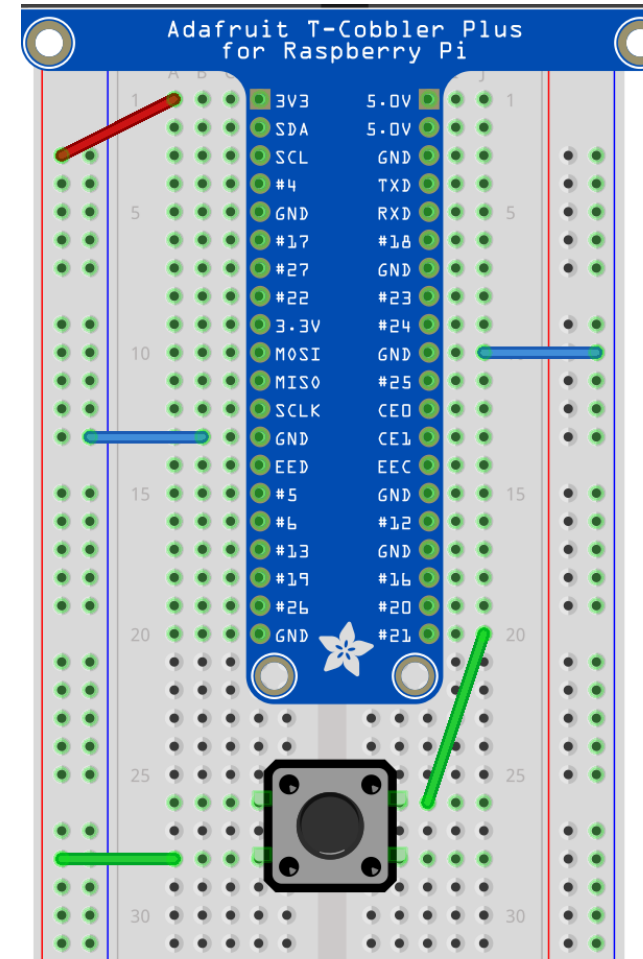 Adafruit T-Cobbler Plus
for Raspberry Pi
A B C J
1 3V3 5.0V 1
SDA 5.0V
SCL GND
#4 TXD
5 GND RXD 5
#17 #18
#27 GND
#22 #23
3.3V #24
10 MOSI GND
MISO #25
SCLK CE0
GND CE1
EED EEC
15 #5 GND 15
#6 #12
#13 GND
#19 #16
#26 #20
20 GND #21 20
25 25
30 30